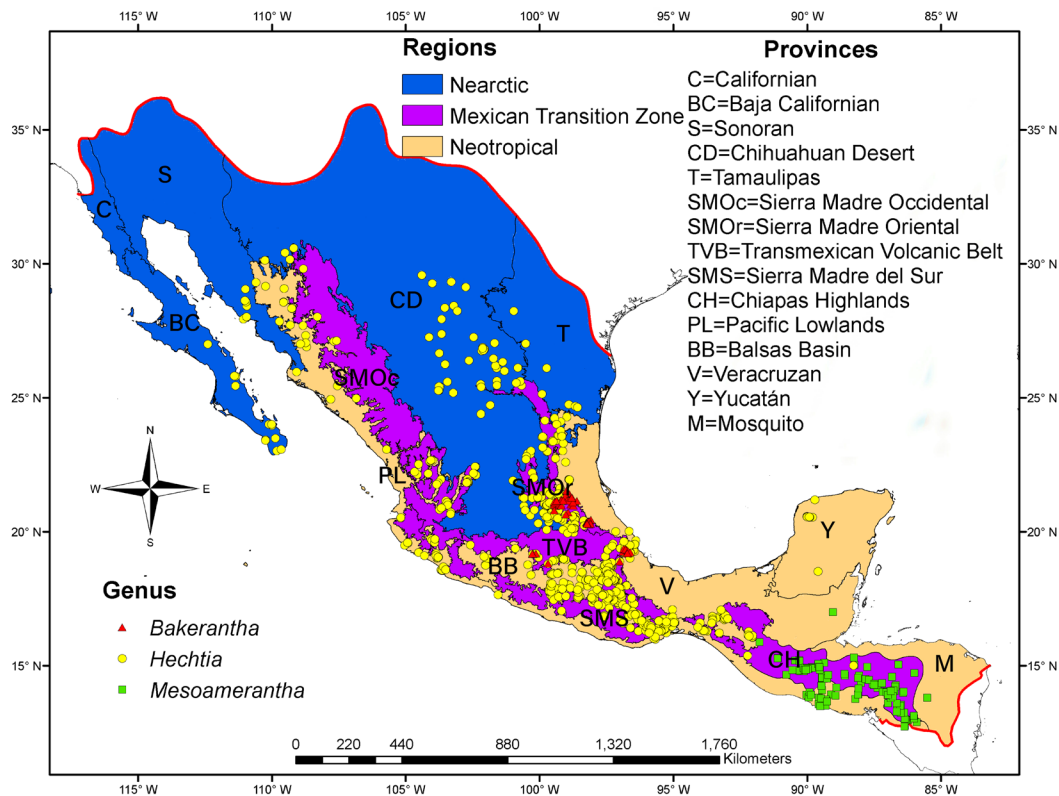 115° W 110° W 105° W 100° W 95° W 90° W 85° W
Regions
Nearctic
Mexican Transition Zone
Neotropical
Provinces
C=Californian
BC=Baja Californian
S=Sonoran
CD=Chihuahuan Desert
T=Tamaulipas
SMOc=Sierra Madre Occidental
SMOr=Sierra Madre Oriental
TVB=Transmexican Volcanic Belt
SMS=Sierra Madre del Sur
CH=Chiapas Highlands
PL=Pacific Lowlands
BB=Balsas Basin
V=Veracruzan
Y=Yucatán
M=Mosquito
35° N 35° N
S
C
30° N 30° N
CD
BC
T
25° N 25° N
SMOc
N
W E
S
PL
SMOr
20° N 20° N
Y
TVB
BB
V
SMS
Genus
Bakerantha
Hechtia
Mesoamerantha
15° N 15° N
CH
M
0 220 440 880 1,320 1,760
Kilometers
115° W 110° W 105° W 100° W 95° W 90° W 85° W